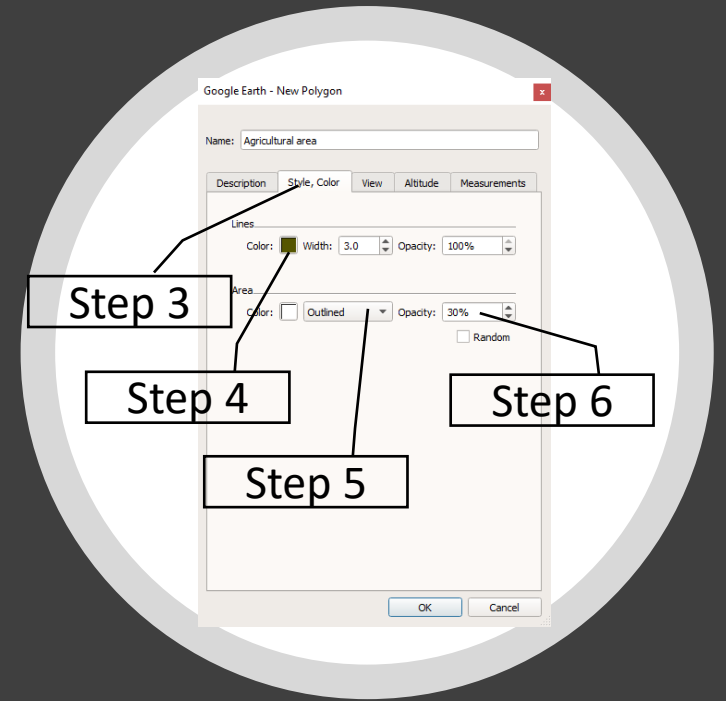 Google Earth - New Polygon x
Name: Agricultural area
Description Style, Color View Altitude Measurements
Lines
Color: Width: 3.0 Opacity: 100%
Step 3
Area
Color: Outlined Opacity: 30%
Random
Step 4
Step 6
Step 5
OK Cancel